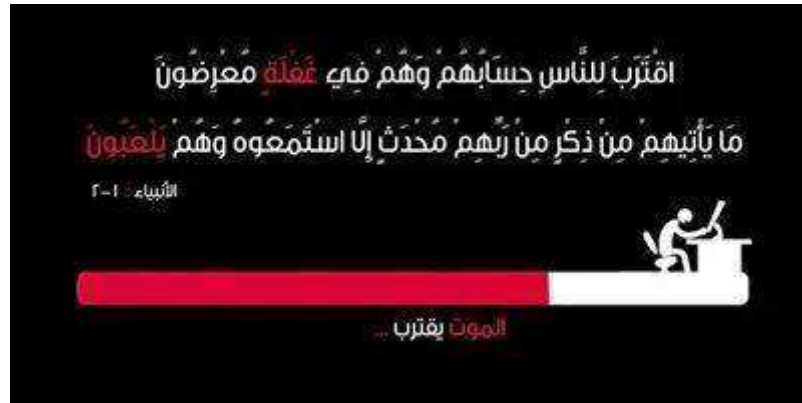 اقْتَرَبَ لِلنَّاسِ حِسَابُهُمْ وَهُمْ فِي غَفْلَةٍ مُعْرِضُونَ
مَا يَأْتِيهِمْ مِنْ ذِكْرٍ مِنْ رَبِّهِمْ مُحْدَثٍ إِلَّا اسْتَمَعُوهُ وَهُمْ يَلْعَبُونَ
الأنبياء : ١-٢
الموت يقترب ...